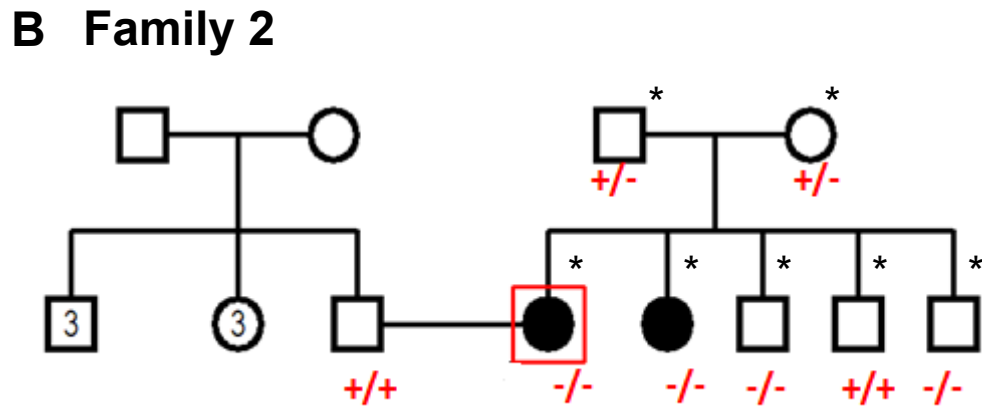 B Family 2
* *
+/- +/-
* * * * *
3 3
+/+ -/- -/- -/- +/+ -/-